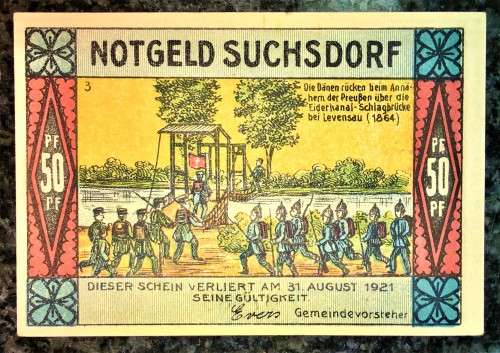 NOTGELD SUCHSDORF
3
Die Dänen rücken beim Anna-
hern der Preußen über die
Eiderkanal-Schlagbrücke
bei Levensau (1864)
PF
50
PF
PF
50
PF
DIESER SCHEIN VERLIERT AM 31. AUGUST 1921
SEINE GÜLTIGKEIT
Evers Gemeindevorsteher